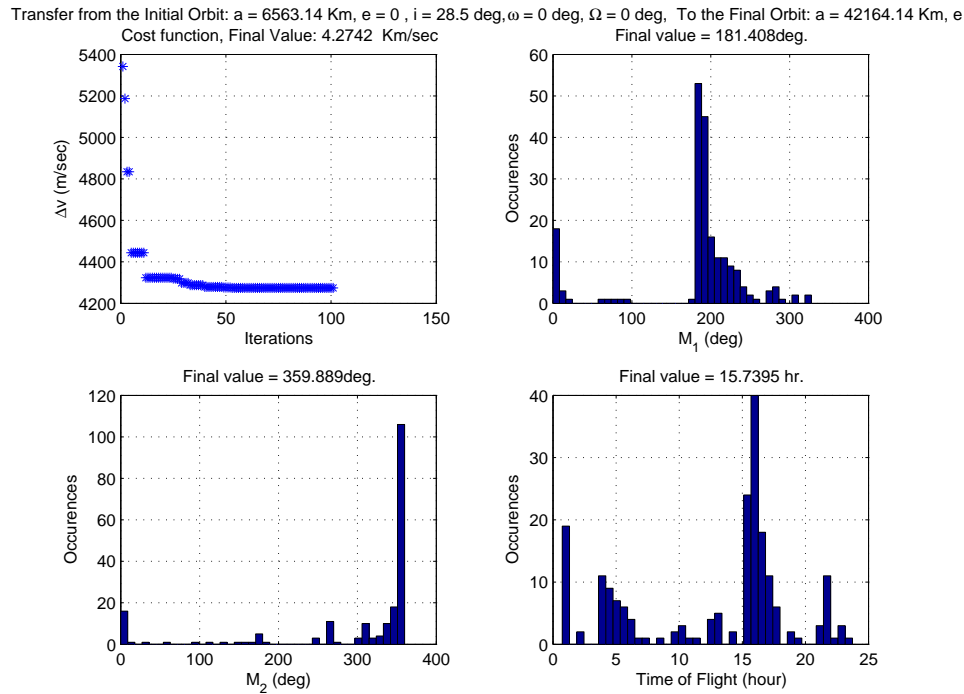 Transfer from the Initial Orbit: a = 6563.14 Km, e = 0 , i = 28.5 deg, ω = 0 deg, Ω = 0 deg, To the Final Orbit: a = 42164.14 Km, e
Cost function, Final Value: 4.2742 Km/sec
5400
5200
5000
4800
4600
4400
4200
Δv (m/sec)
0 50 100 150
Iterations
Final value = 181.408deg.
60
50
40
30
20
10
0
Occurences
0 100 200 300 400
M1 (deg)
Final value = 359.889deg.
120
100
80
60
40
20
0
Occurences
0 100 200 300 400
M2 (deg)
Final value = 15.7395 hr.
40
30
20
10
0
Occurences
0 5 10 15 20 25
Time of Flight (hour)